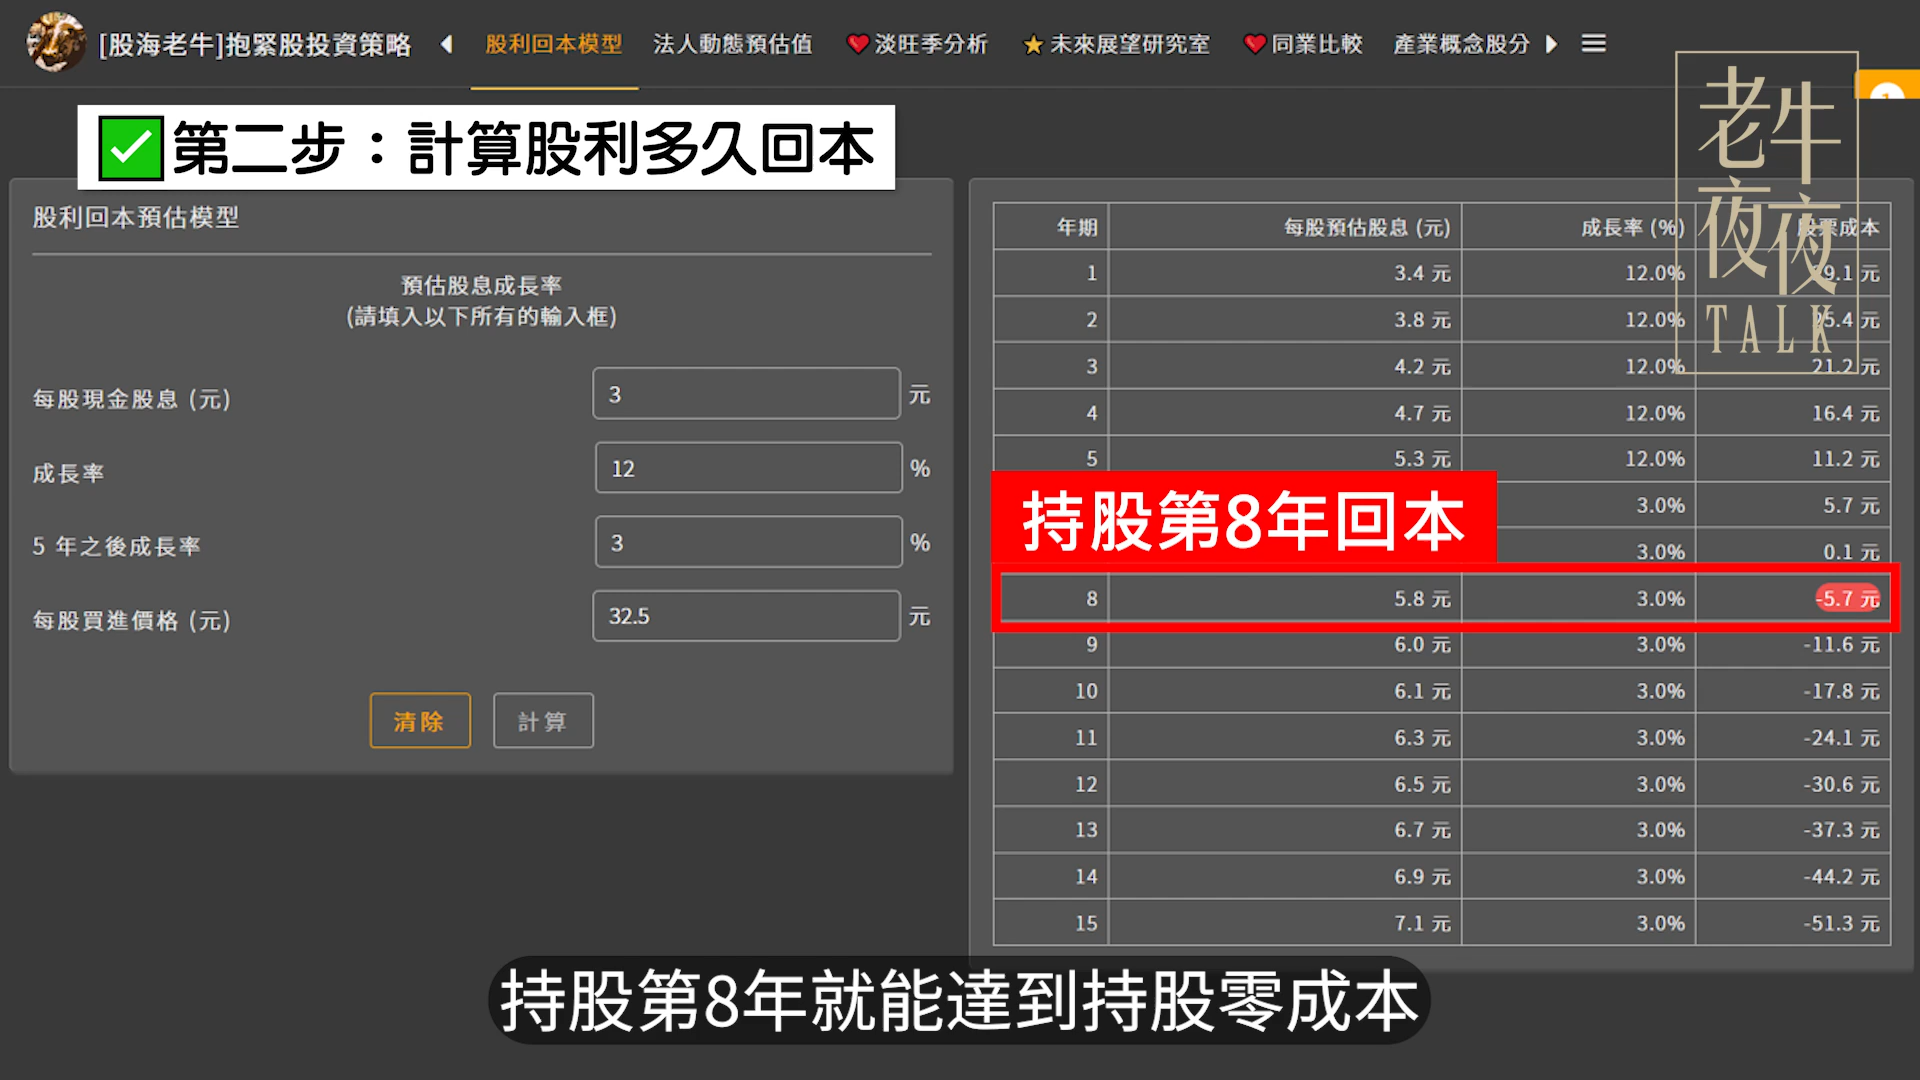 [股海老牛]抱緊股投資策略 股利回本模型 法人動態預估值 淡旺季分析 未來展望研究室 同業比較 產業概念股分
第二步：計算股利多久回本
老牛
夜夜
TALK
股利回本預估模型
預估股息成長率
(請填入以下所有的輸入框)
每股現金股息 (元) 3 元
成長率 12 %
5 年之後成長率 3 %
每股買進價格 (元) 32.5 元
清除 計算
年期 每股預估股息 (元) 成長率 (%) 股票成本
1 3.4 元 12.0% 29.1 元
2 3.8 元 12.0% 25.4 元
3 4.2 元 12.0% 21.2 元
4 4.7 元 12.0% 16.4 元
5 5.3 元 12.0% 11.2 元
持股第8年回本
3.0% 5.7 元
3.0% 0.1 元
8 5.8 元 3.0% -5.7 元
9 6.0 元 3.0% -11.6 元
10 6.1 元 3.0% -17.8 元
11 6.3 元 3.0% -24.1 元
12 6.5 元 3.0% -30.6 元
13 6.7 元 3.0% -37.3 元
14 6.9 元 3.0% -44.2 元
15 7.1 元 3.0% -51.3 元
持股第8年就能達到持股零成本